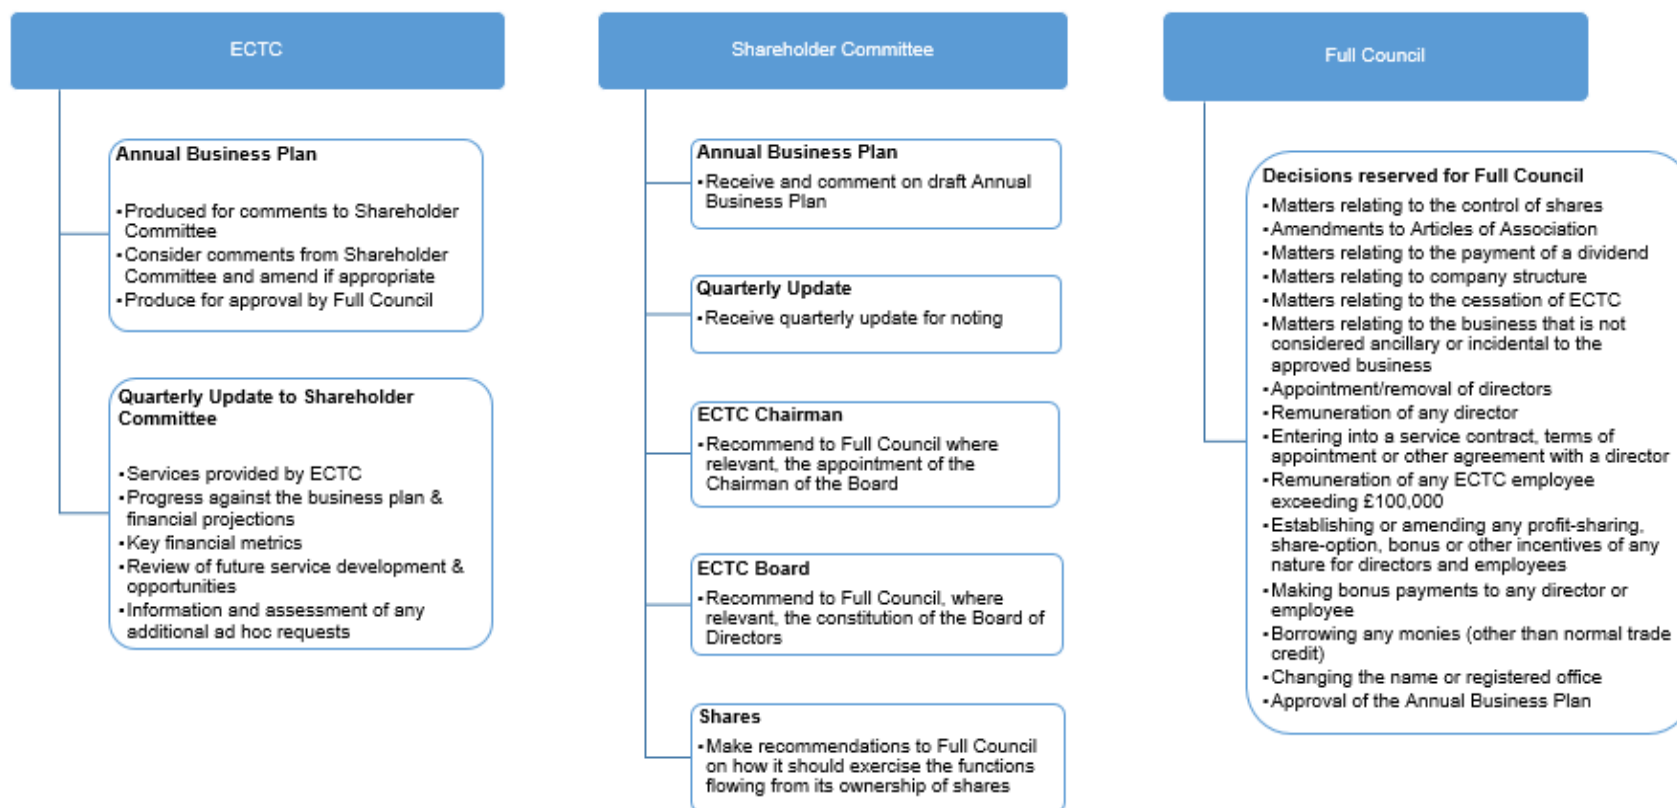 ECTC
Annual Business Plan
▪Produced for comments to Shareholder
Committee
▪Consider comments from Shareholder
Committee and amend if appropriate
▪Produce for approval by Full Council
Quarterly Update to Shareholder
Committee
▪Services provided by ECTC
▪Progress against the business plan &
financial projections
▪Key financial metrics
▪Review of future service development &
opportunities
▪Information and assessment of any
additional ad hoc requests
Shareholder Committee
Annual Business Plan
▪Receive and comment on draft Annual
Business Plan
Quarterly Update
▪Receive quarterly update for noting
ECTC Chairman
▪Recommend to Full Council where
relevant, the appointment of the
Chairman of the Board
ECTC Board
▪Recommend to Full Council, where
relevant, the constitution of the Board of
Directors
Shares
▪Make recommendations to Full Council
on how it should exercise the functions
flowing from its ownership of shares
Full Council
Decisions reserved for Full Council
▪Matters relating to the control of shares
▪Amendments to Articles of Association
▪Matters relating to the payment of a dividend
▪Matters relating to company structure
▪Matters relating to the cessation of ECTC
▪Matters relating to the business that is not
considered ancillary or incidental to the
approved business
▪Appointment/removal of directors
▪Remuneration of any director
▪Entering into a service contract, terms of
appointment or other agreement with a director
▪Remuneration of any ECTC employee
exceeding £100,000
▪Establishing or amending any profit-sharing,
share-option, bonus or other incentives of any
nature for directors and employees
▪Making bonus payments to any director or
employee
▪Borrowing any monies (other than normal trade
credit)
▪Changing the name or registered office
▪Approval of the Annual Business Plan